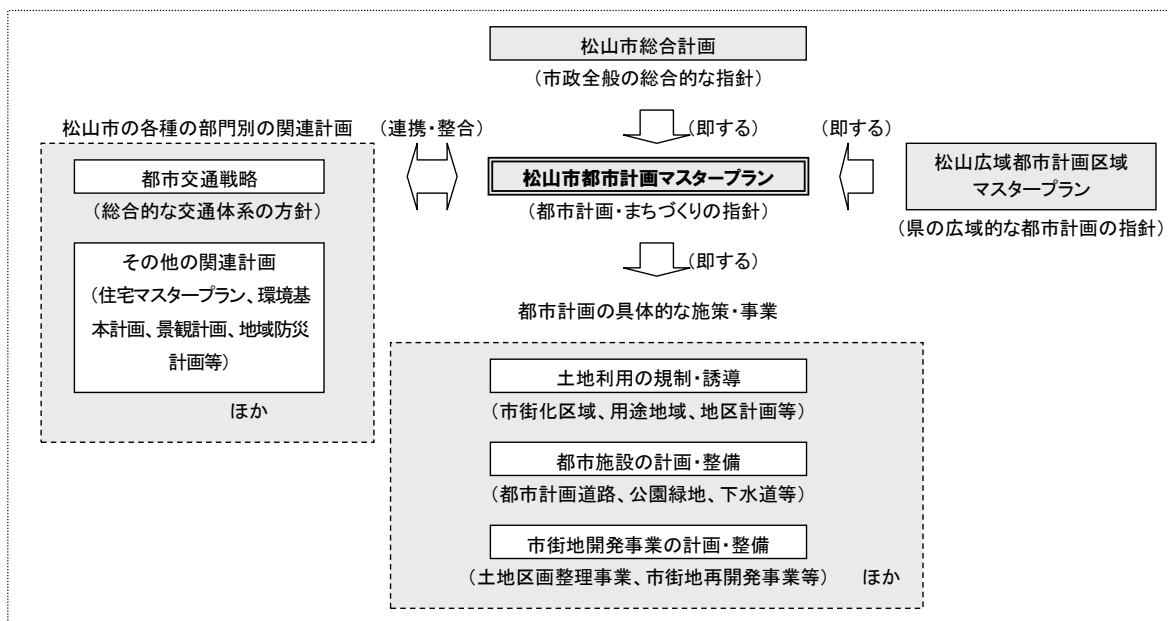 松山市総合計画
（市政全般の総合的な指針）
松山市の各種の部門別の関連計画
（連携・整合）
（即する）
（即する）
都市交通戦略
（総合的な交通体系の方針）
松山市都市計画マスタープラン
（都市計画・まちづくりの指針）
松山広域都市計画区域
マスタープラン
（県の広域的な都市計画の指針）
その他の関連計画
（住宅マスタープラン、環境基
本計画、景観計画、地域防災
計画等）
ほか
（即する）
都市計画の具体的な施策・事業
土地利用の規制・誘導
（市街化区域、用途地域、地区計画等）
都市施設の計画・整備
（都市計画道路、公園緑地、下水道等）
市街地開発事業の計画・整備
（土地区画整理事業、市街地再開発事業等）　ほか